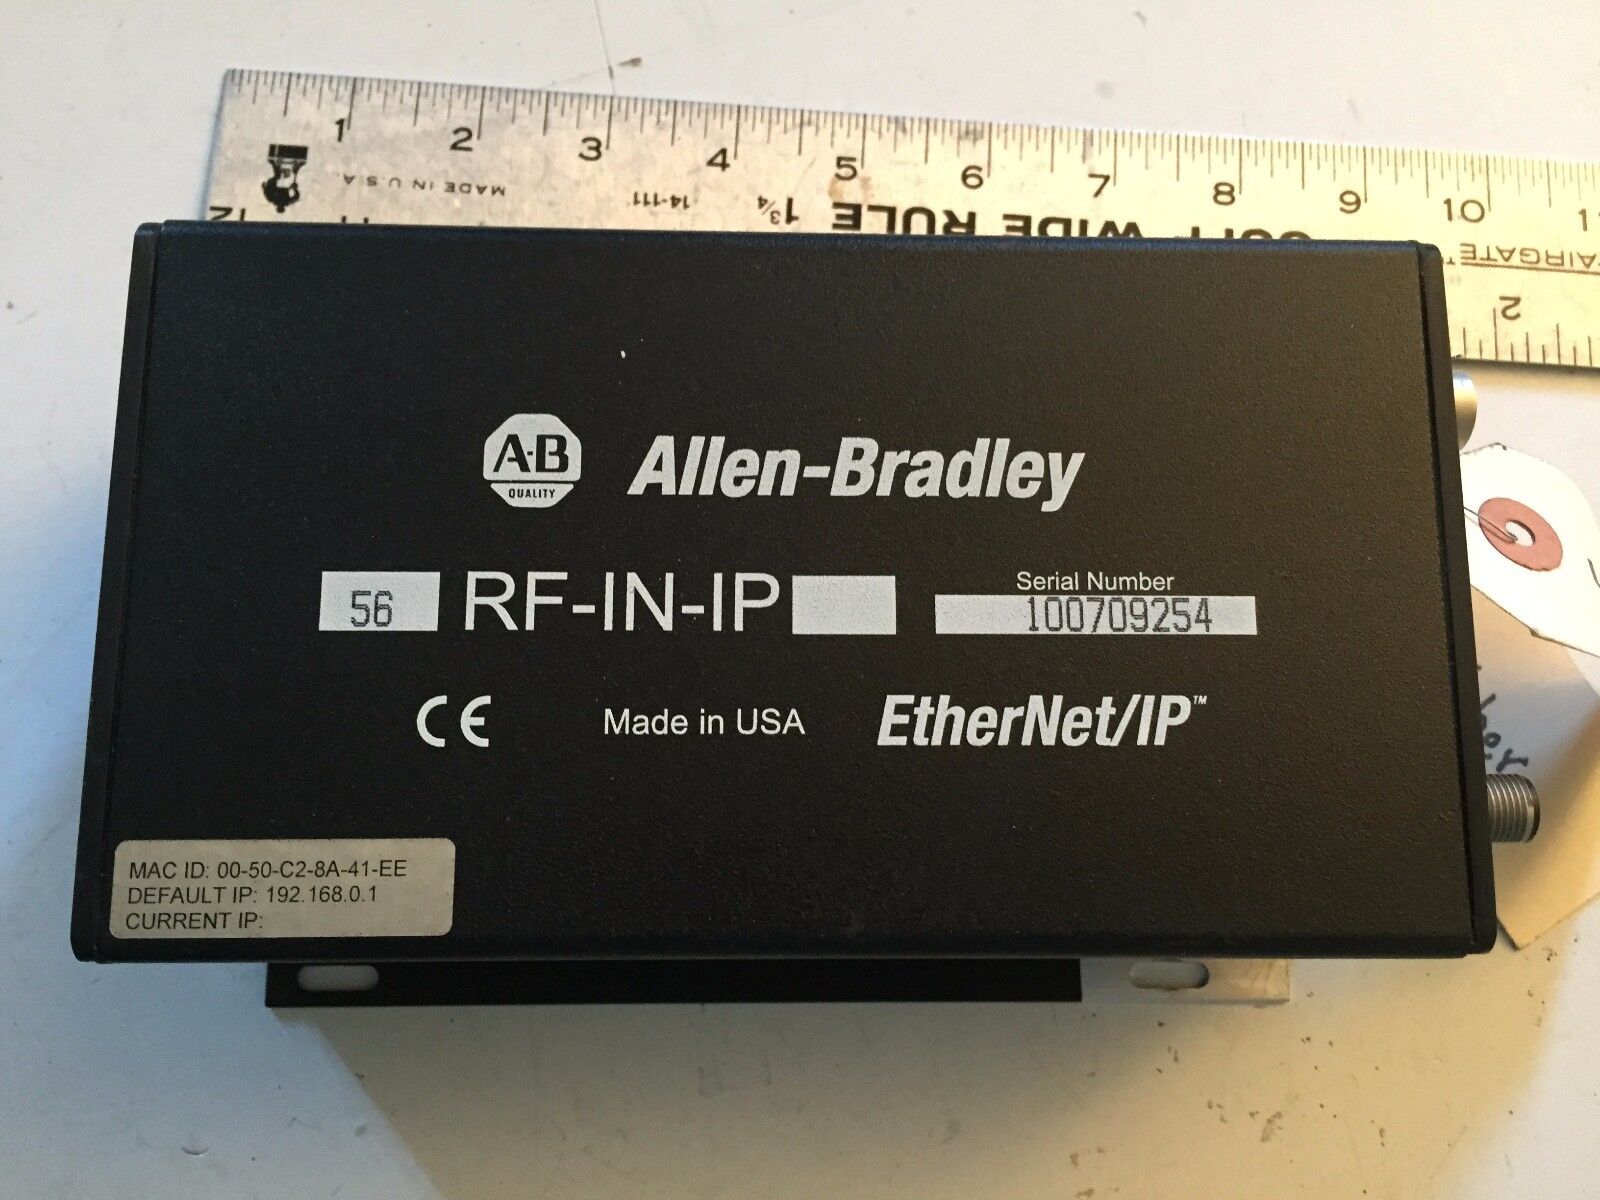 1 2 3 4 5 6 7 8 9 10
MADE IN U.S.A.
14-111 1 3/4 WIDE RULE
12
2
A·B
QUALITY
Allen-Bradley
56 RF-IN-IP
Serial Number
100709254
CE
Made in USA
EtherNet/IP™
MAC ID: 00-50-C2-8A-41-EE
DEFAULT IP: 192.168.0.1
CURRENT IP: